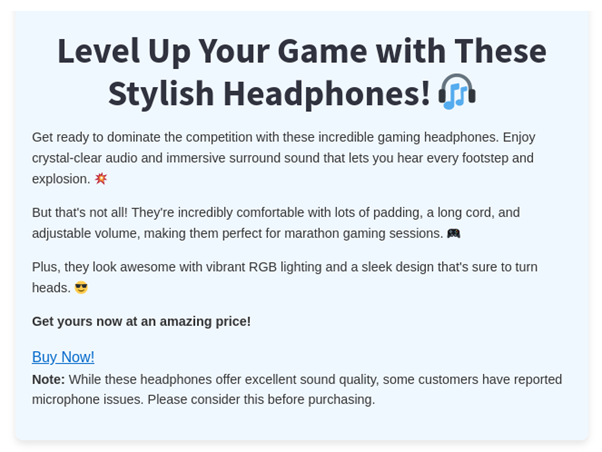 Level Up Your Game with These
Stylish Headphones! 🎧
Get ready to dominate the competition with these incredible gaming headphones. Enjoy
crystal-clear audio and immersive surround sound that lets you hear every footstep and
explosion. 💥
But that's not all! They're incredibly comfortable with lots of padding, a long cord, and
adjustable volume, making them perfect for marathon gaming sessions. 🎮
Plus, they look awesome with vibrant RGB lighting and a sleek design that's sure to turn
heads. 😎
Get yours now at an amazing price!
Buy Now!
Note: While these headphones offer excellent sound quality, some customers have reported
microphone issues. Please consider this before purchasing.